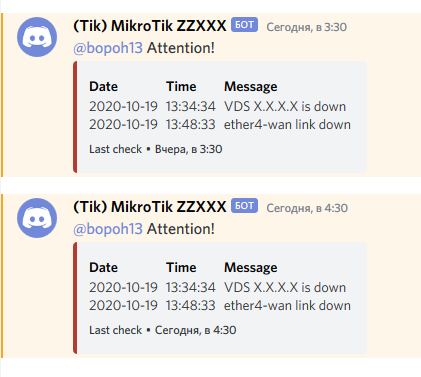 (Tik) MikroTik ZZXXX БОТ Сегодня, в 3:30
@bopoh13 Attention!
Date Time Message
2020-10-19 13:34:34 VDS X.X.X.X is down
2020-10-19 13:48:33 ether4-wan link down
Last check • Вчера, в 3:30
(Tik) MikroTik ZZXXX БОТ Сегодня, в 4:30
@bopoh13 Attention!
Date Time Message
2020-10-19 13:34:34 VDS X.X.X.X is down
2020-10-19 13:48:33 ether4-wan link down
Last check • Сегодня, в 4:30